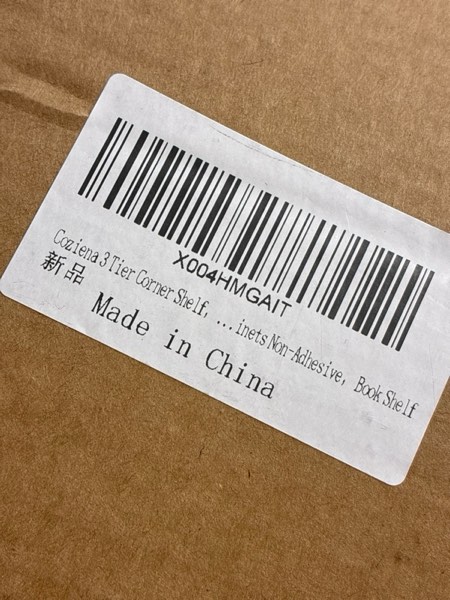 X004HMGAIT
Coziena 3 Tier Corner Shelf, ...inets Non-Adhesive, Book Shelf
新品
Made in China